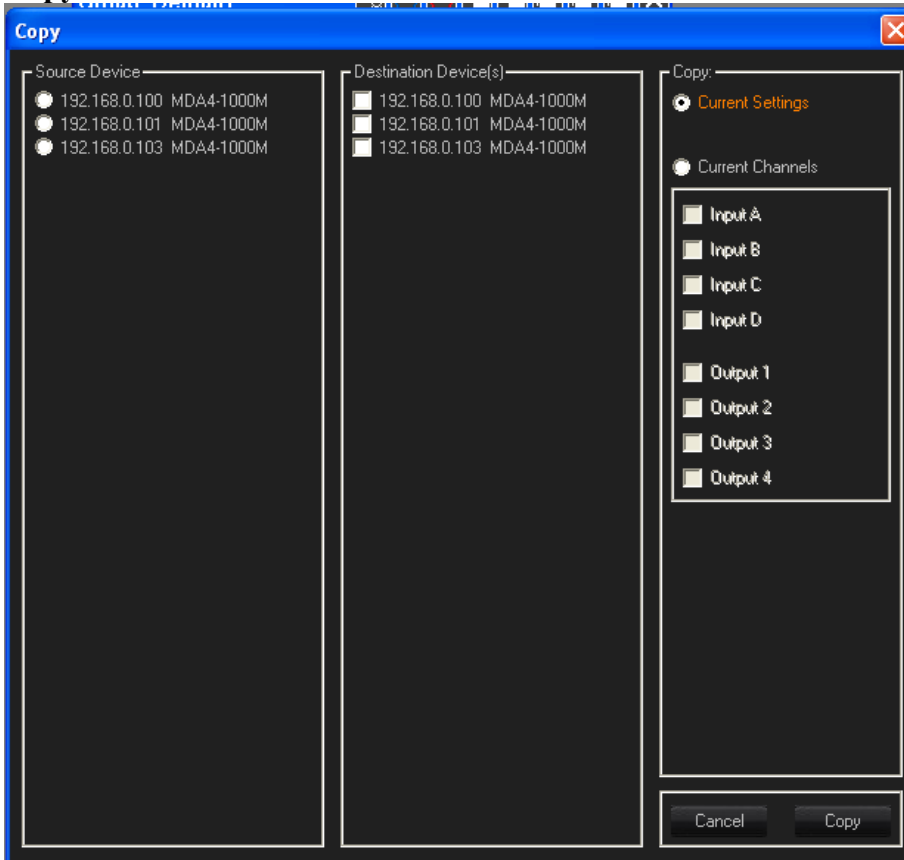 Copy
Source Device
192.168.0.100 MDA4-1000M
192.168.0.101 MDA4-1000M
192.168.0.103 MDA4-1000M
Destination Device(s)
192.168.0.100 MDA4-1000M
192.168.0.101 MDA4-1000M
192.168.0.103 MDA4-1000M
Copy:
Current Settings
Current Channels
Input A
Input B
Input C
Input D
Output 1
Output 2
Output 3
Output 4
Cancel
Copy